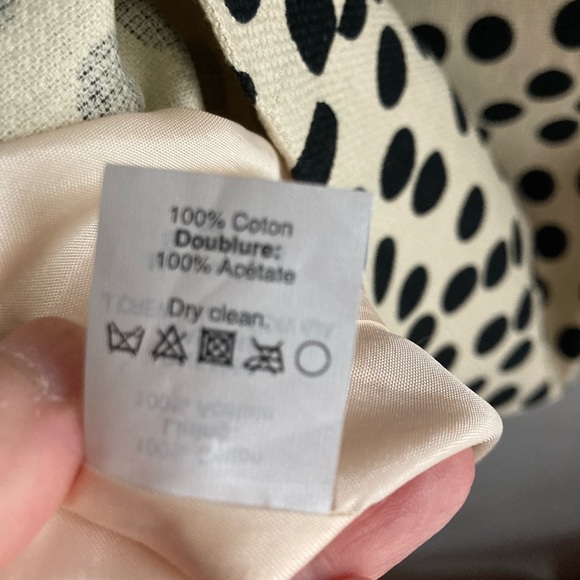 100% Coton
Doublure:
100% Acétate
Dry clean.